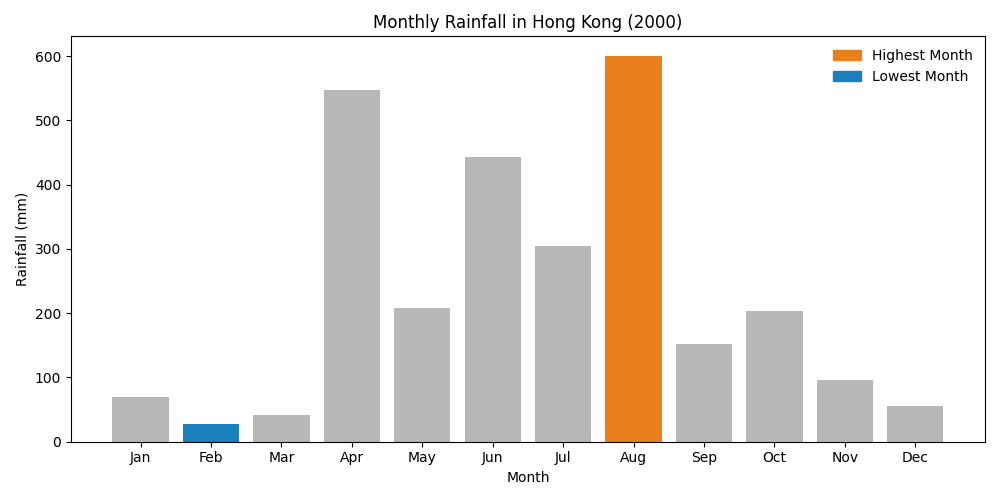 Monthly Rainfall in Hong Kong (2000)
Highest Month
Lowest Month
Rainfall (mm)
600
500
400
300
200
100
0
Jan Feb Mar Apr May Jun Jul Aug Sep Oct Nov Dec
Month